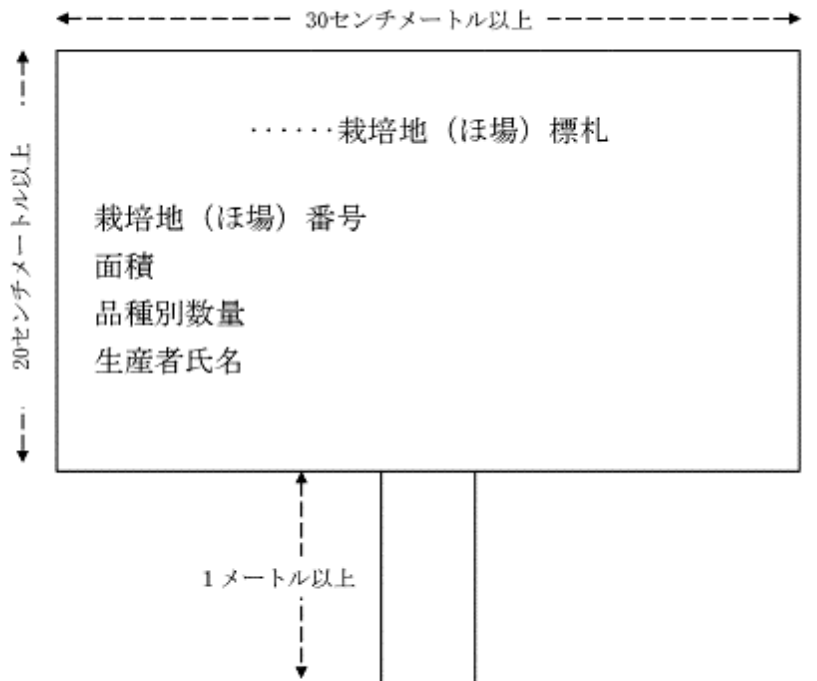 30センチメートル以上
20センチメートル以上
‥‥‥栽培地（ほ場）標札
栽培地（ほ場）番号
面積
品種別数量
生産者氏名
1メートル以上